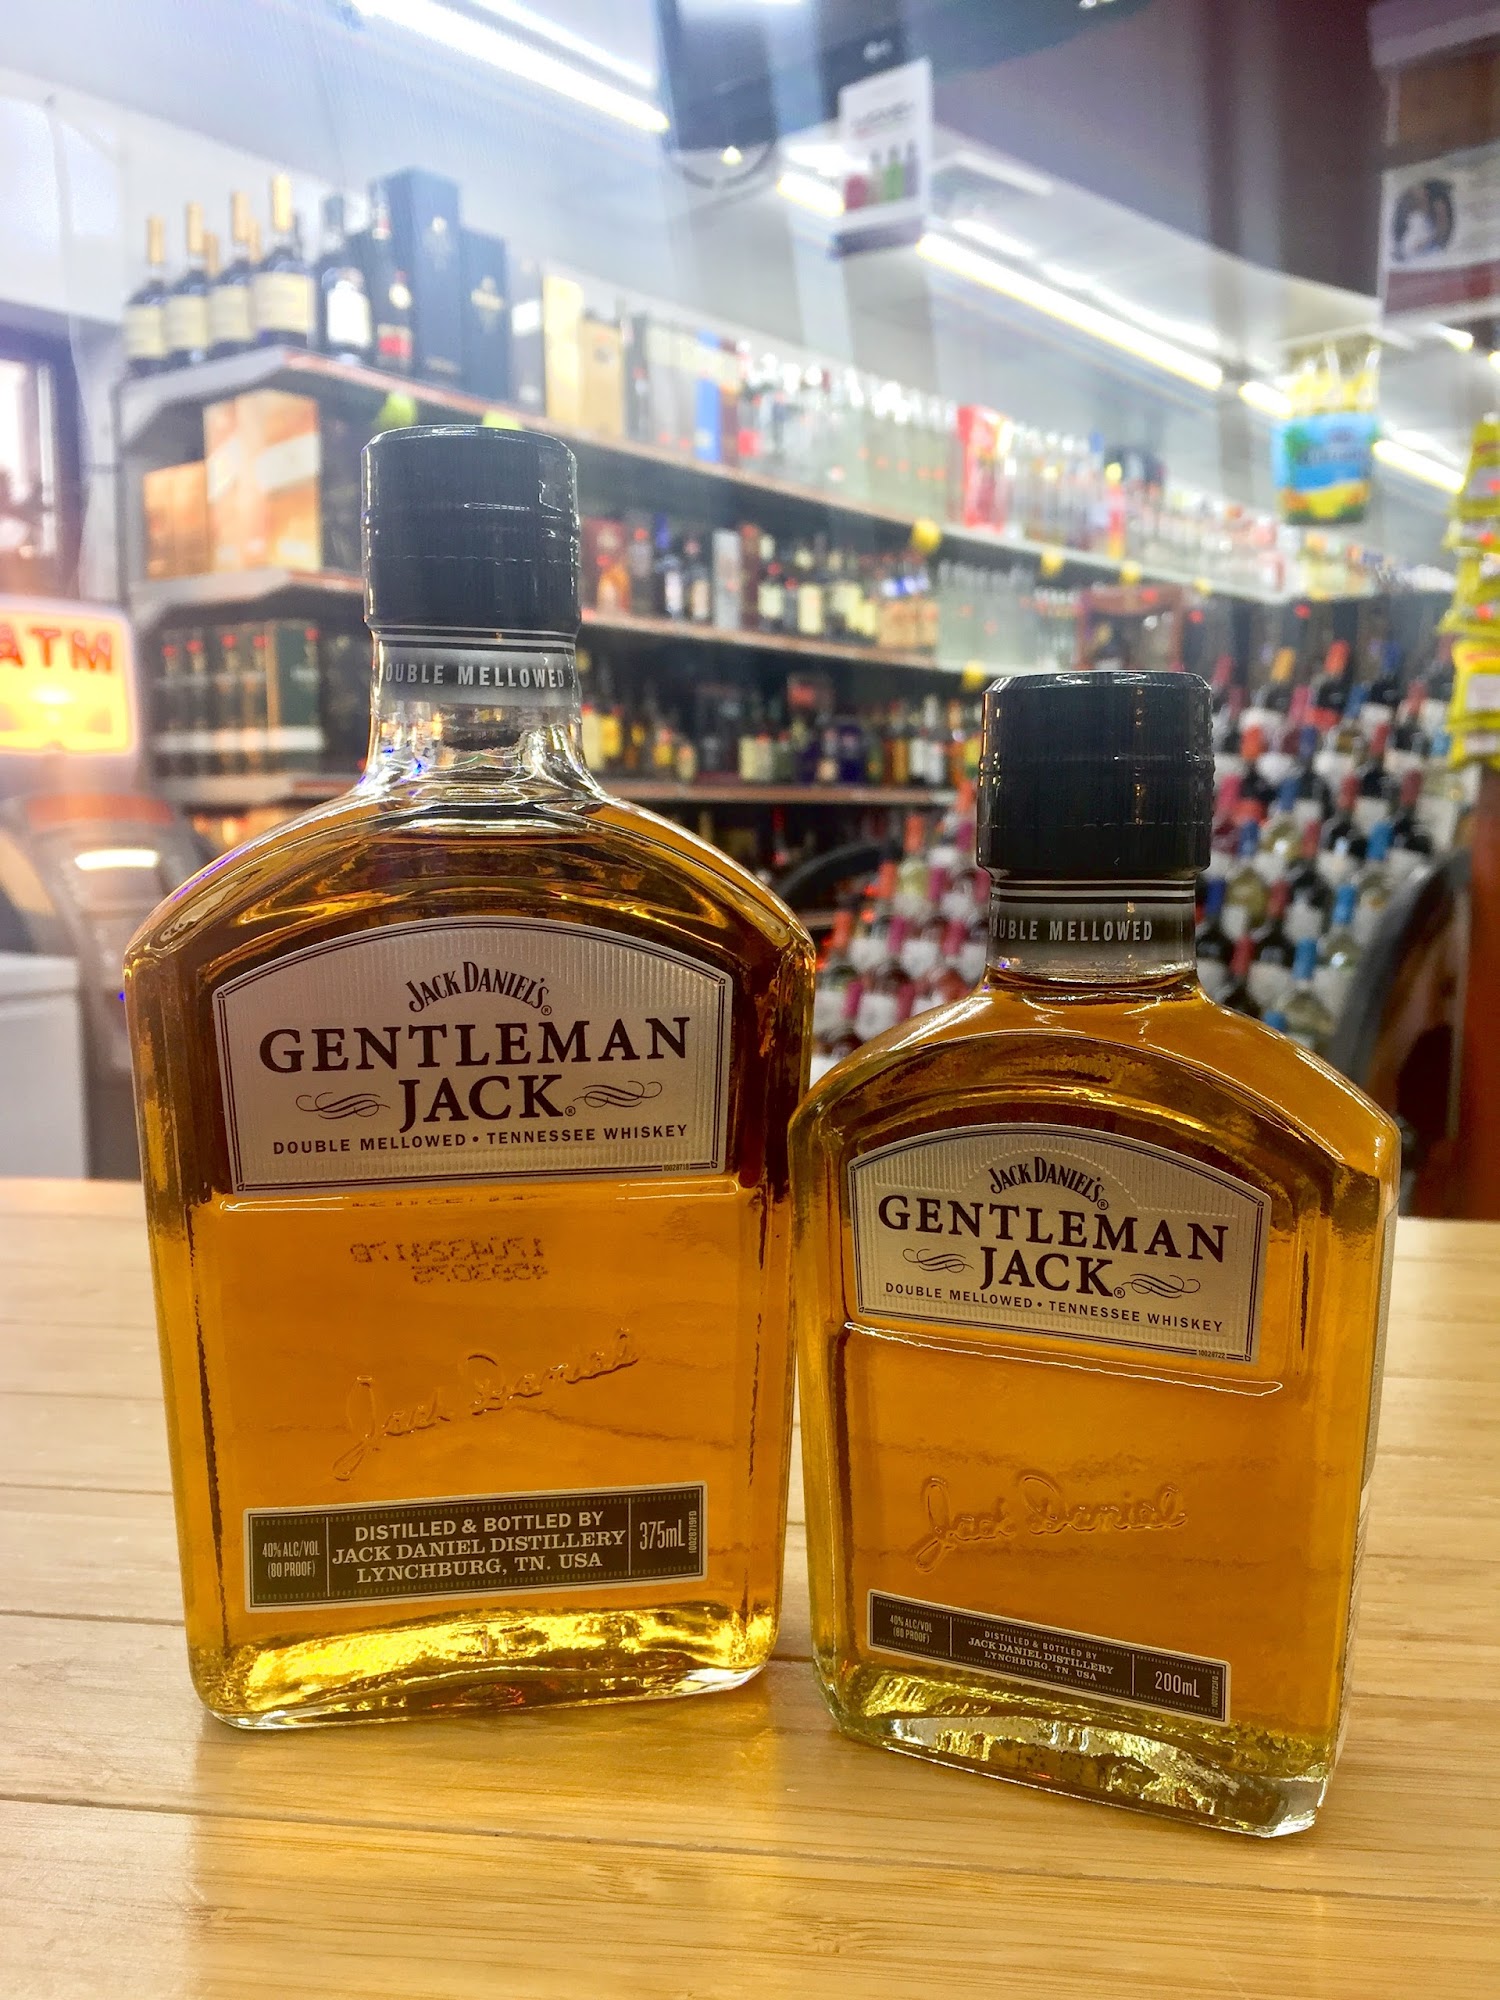 ATM
DOUBLE MELLOWED
JACK DANIEL'S®
GENTLEMAN
JACK®
DOUBLE MELLOWED • TENNESSEE WHISKEY
10028718
Jack Daniel
40% ALC/VOL
(80 PROOF)
DISTILLED & BOTTLED BY
JACK DANIEL DISTILLERY
LYNCHBURG, TN. USA
375mL
DOUBLE MELLOWED
JACK DANIEL'S®
GENTLEMAN
JACK®
DOUBLE MELLOWED • TENNESSEE WHISKEY
10028722
Jack Daniel
40% ALC/VOL
(80 PROOF)
DISTILLED & BOTTLED BY
JACK DANIEL DISTILLERY
LYNCHBURG, TN. USA
200mL